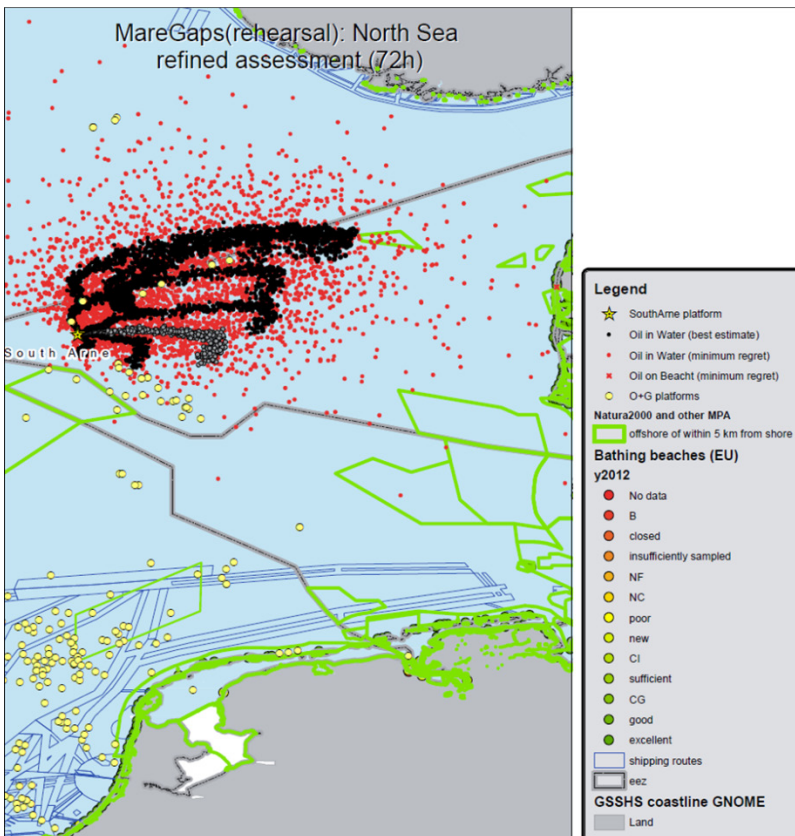 MareGaps(rehearsal): North Sea
refined assessment (72h)
South Arne
Legend
SouthArne platform
Oil in Water (best estimate)
Oil in Water (minimum regret)
Oil on Beacht (minimum regret)
O+G platforms
Natura2000 and other MPA
offshore of within 5 km from shore
Bathing beaches (EU)
y2012
No data
B
closed
insufficiently sampled
NF
NC
poor
new
CI
sufficient
CG
good
excellent
shipping routes
eez
GSSHS coastline GNOME
Land